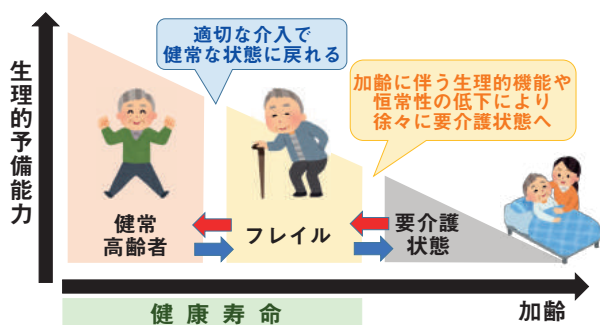 適切な介入で
健常な状態に戻れる
加齢に伴う生理的機能や
恒常性の低下により
徐々に要介護状態へ
生理的予備能力
健常
高齢者
フレイル
要介護
状態
健康寿命
加齢